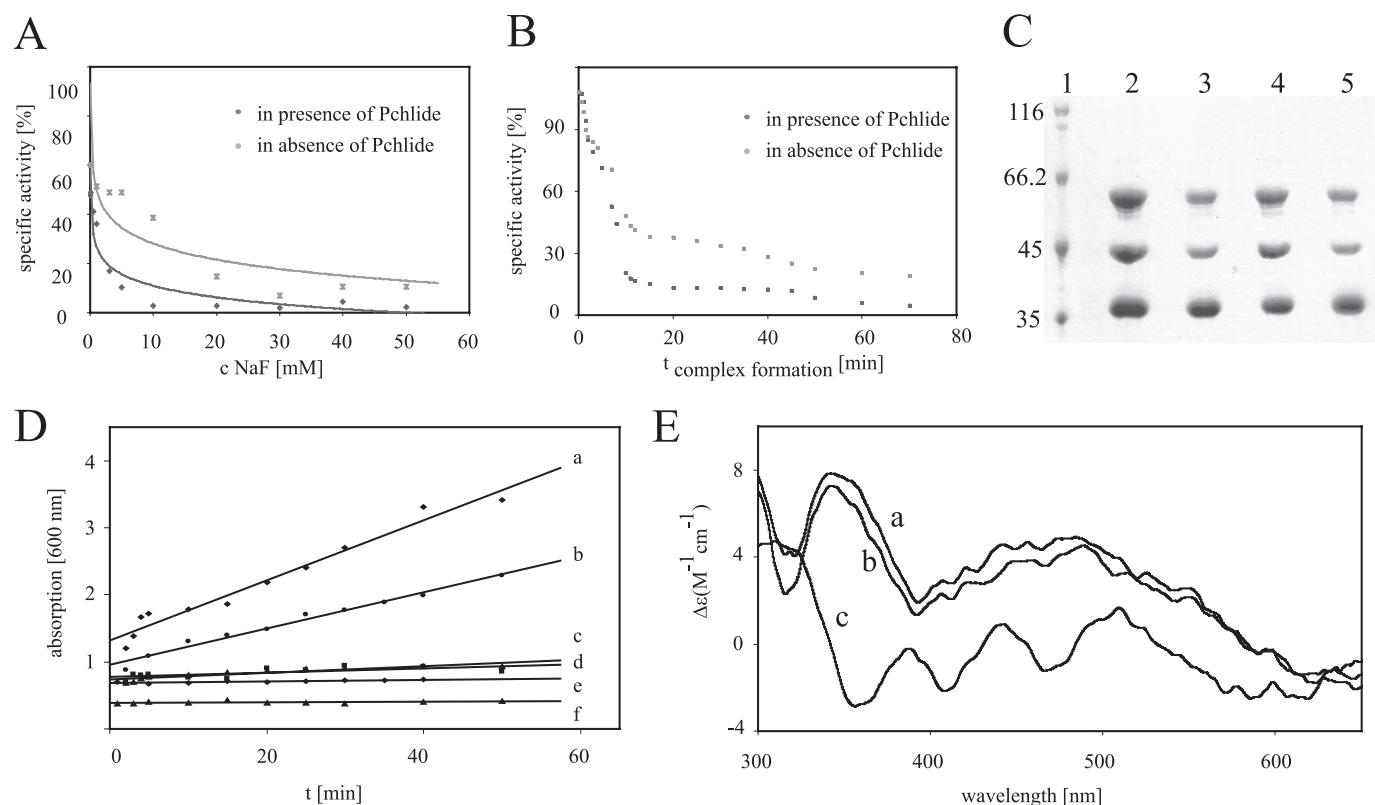 A
specific activity [%]
100
80
60
40
20
0
0 10 20 30 40 50 60
c NaF [mM]
in presence of Pchlide
in absence of Pchlide
B
specific activity [%]
90
60
30
0
0 20 40 60 80
t complex formation [min]
in presence of Pchlide
in absence of Pchlide
C
1 2 3 4 5
116
66.2
45
35
D
absorption [600 nm]
4
3
2
1
0 20 40 60
t [min]
a
b
c
d
e
f
E
Δε(M-1 cm-1)
8
4
0
-4
300 400 500 600
wavelength [nm]
a
b
c